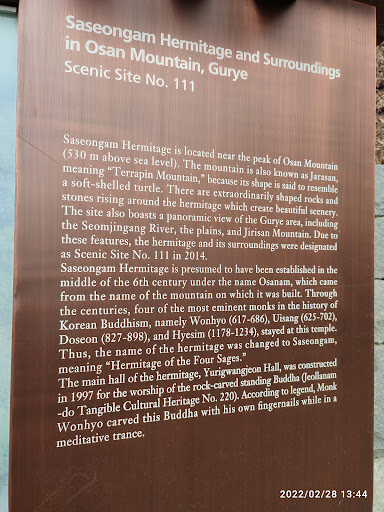 Saseongam Hermitage and Surroundings
in Osan Mountain, Gurye
Scenic Site No. 111
Saseongam Hermitage is located near the peak of Osan Mountain
(530 m above sea level). The mountain is also known as Jarasan,
meaning “Terrapin Mountain,” because its shape is said to resemble
a soft-shelled turtle. There are extraordinarily shaped rocks and
stones rising around the hermitage which create beautiful scenery.
The site also boasts a panoramic view of the Gurye area, including
the Seomjingang River, the plains, and Jirisan Mountain. Due to
these features, the hermitage and its surroundings were designated
as Scenic Site No. 111 in 2014.
Saseongam Hermitage is presumed to have been established in the
middle of the 6th century under the name Osanam, which came
from the name of the mountain on which it was built. Through
the centuries, four of the most eminent monks in the history of
Korean Buddhism, namely Wonhyo (617-686), Uisang (625-702),
Doseon (827-898), and Hyesim (1178-1234), stayed at this temple.
Thus, the name of the hermitage was changed to Saseongam,
meaning “Hermitage of the Four Sages.”
The main hall of the hermitage, Yurigwangjeon Hall, was constructed
in 1997 for the worship of the rock-carved standing Buddha (Jeollanam
-do Tangible Cultural Heritage No. 220). According to legend, Monk
Wonhyo carved this Buddha with his own fingernails while in a
meditative trance.
2022/02/28 13:44